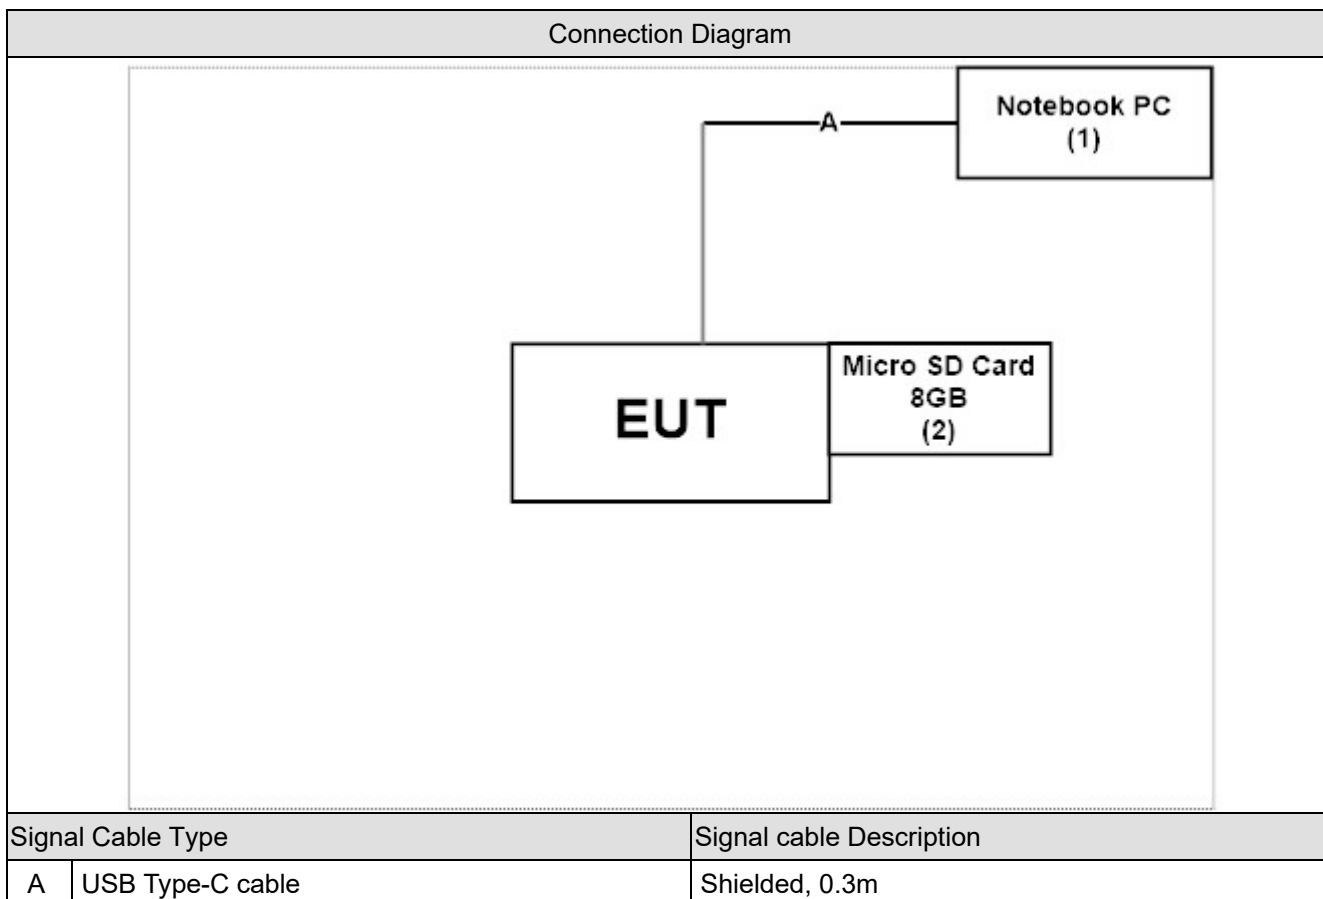 Connection Diagram
A
Notebook PC
(1)
EUT
Micro SD Card
8GB
(2)
Signal Cable Type
Signal cable Description
A
USB Type-C cable
Shielded, 0.3m